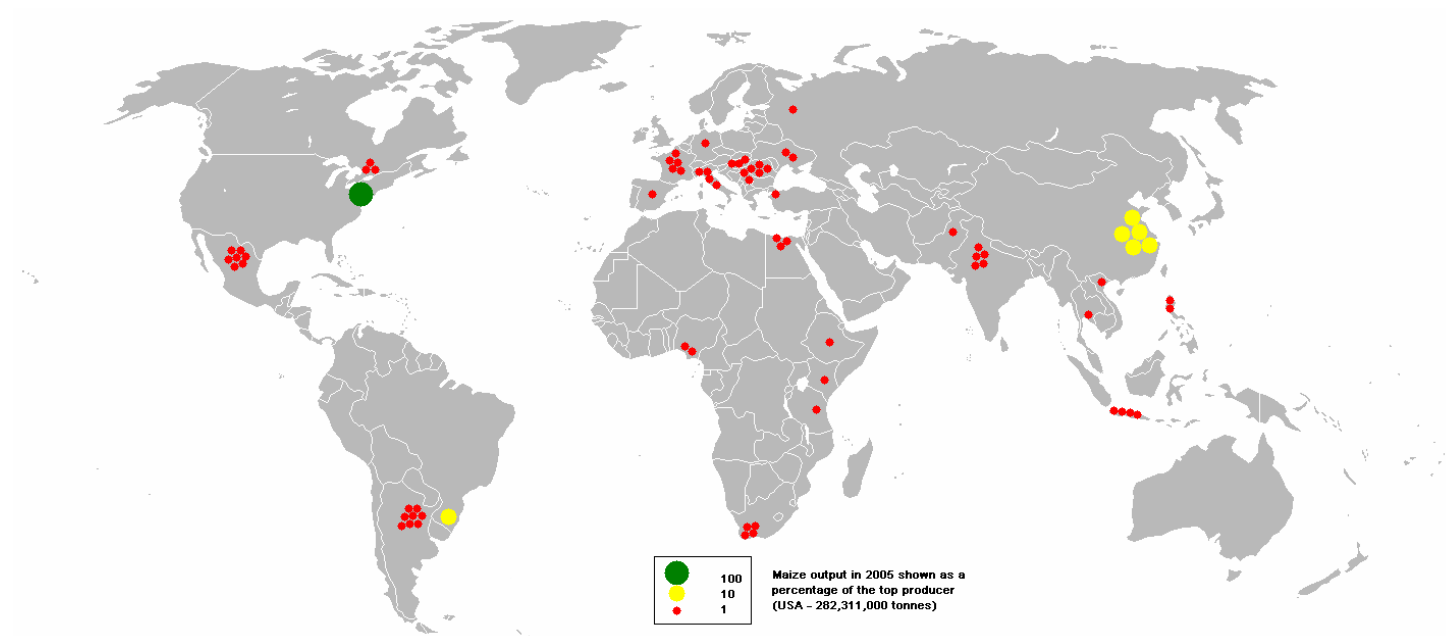 100
10
1
Maize output in 2005 shown as a
percentage of the top producer
(USA - 282,311,000 tonnes)